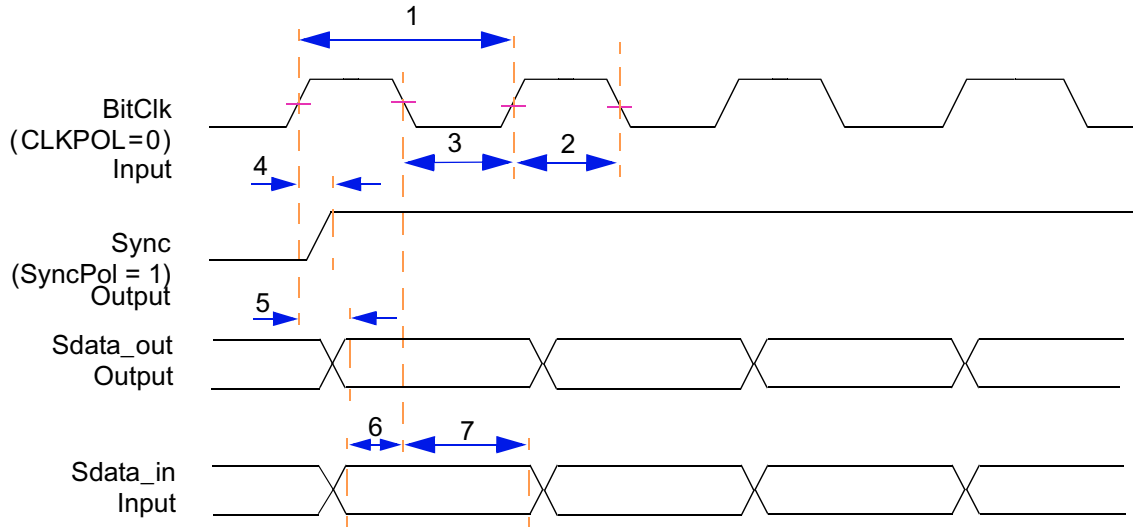 1
BitClk
(CLKPOL=0)
Input
3
2
4
Sync
(SyncPol = 1)
Output
5
Sdata_out
Output
6
7
Sdata_in
Input